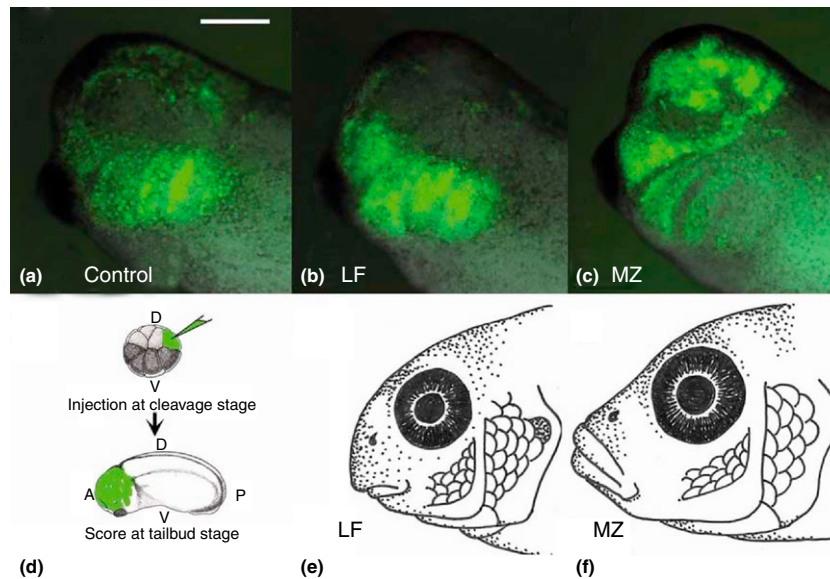 (a) Control
(b) LF
(c) MZ
D
V
Injection at cleavage stage
D
A
P
V
Score at tailbud stage
(d)
LF
(e)
MZ
(f)